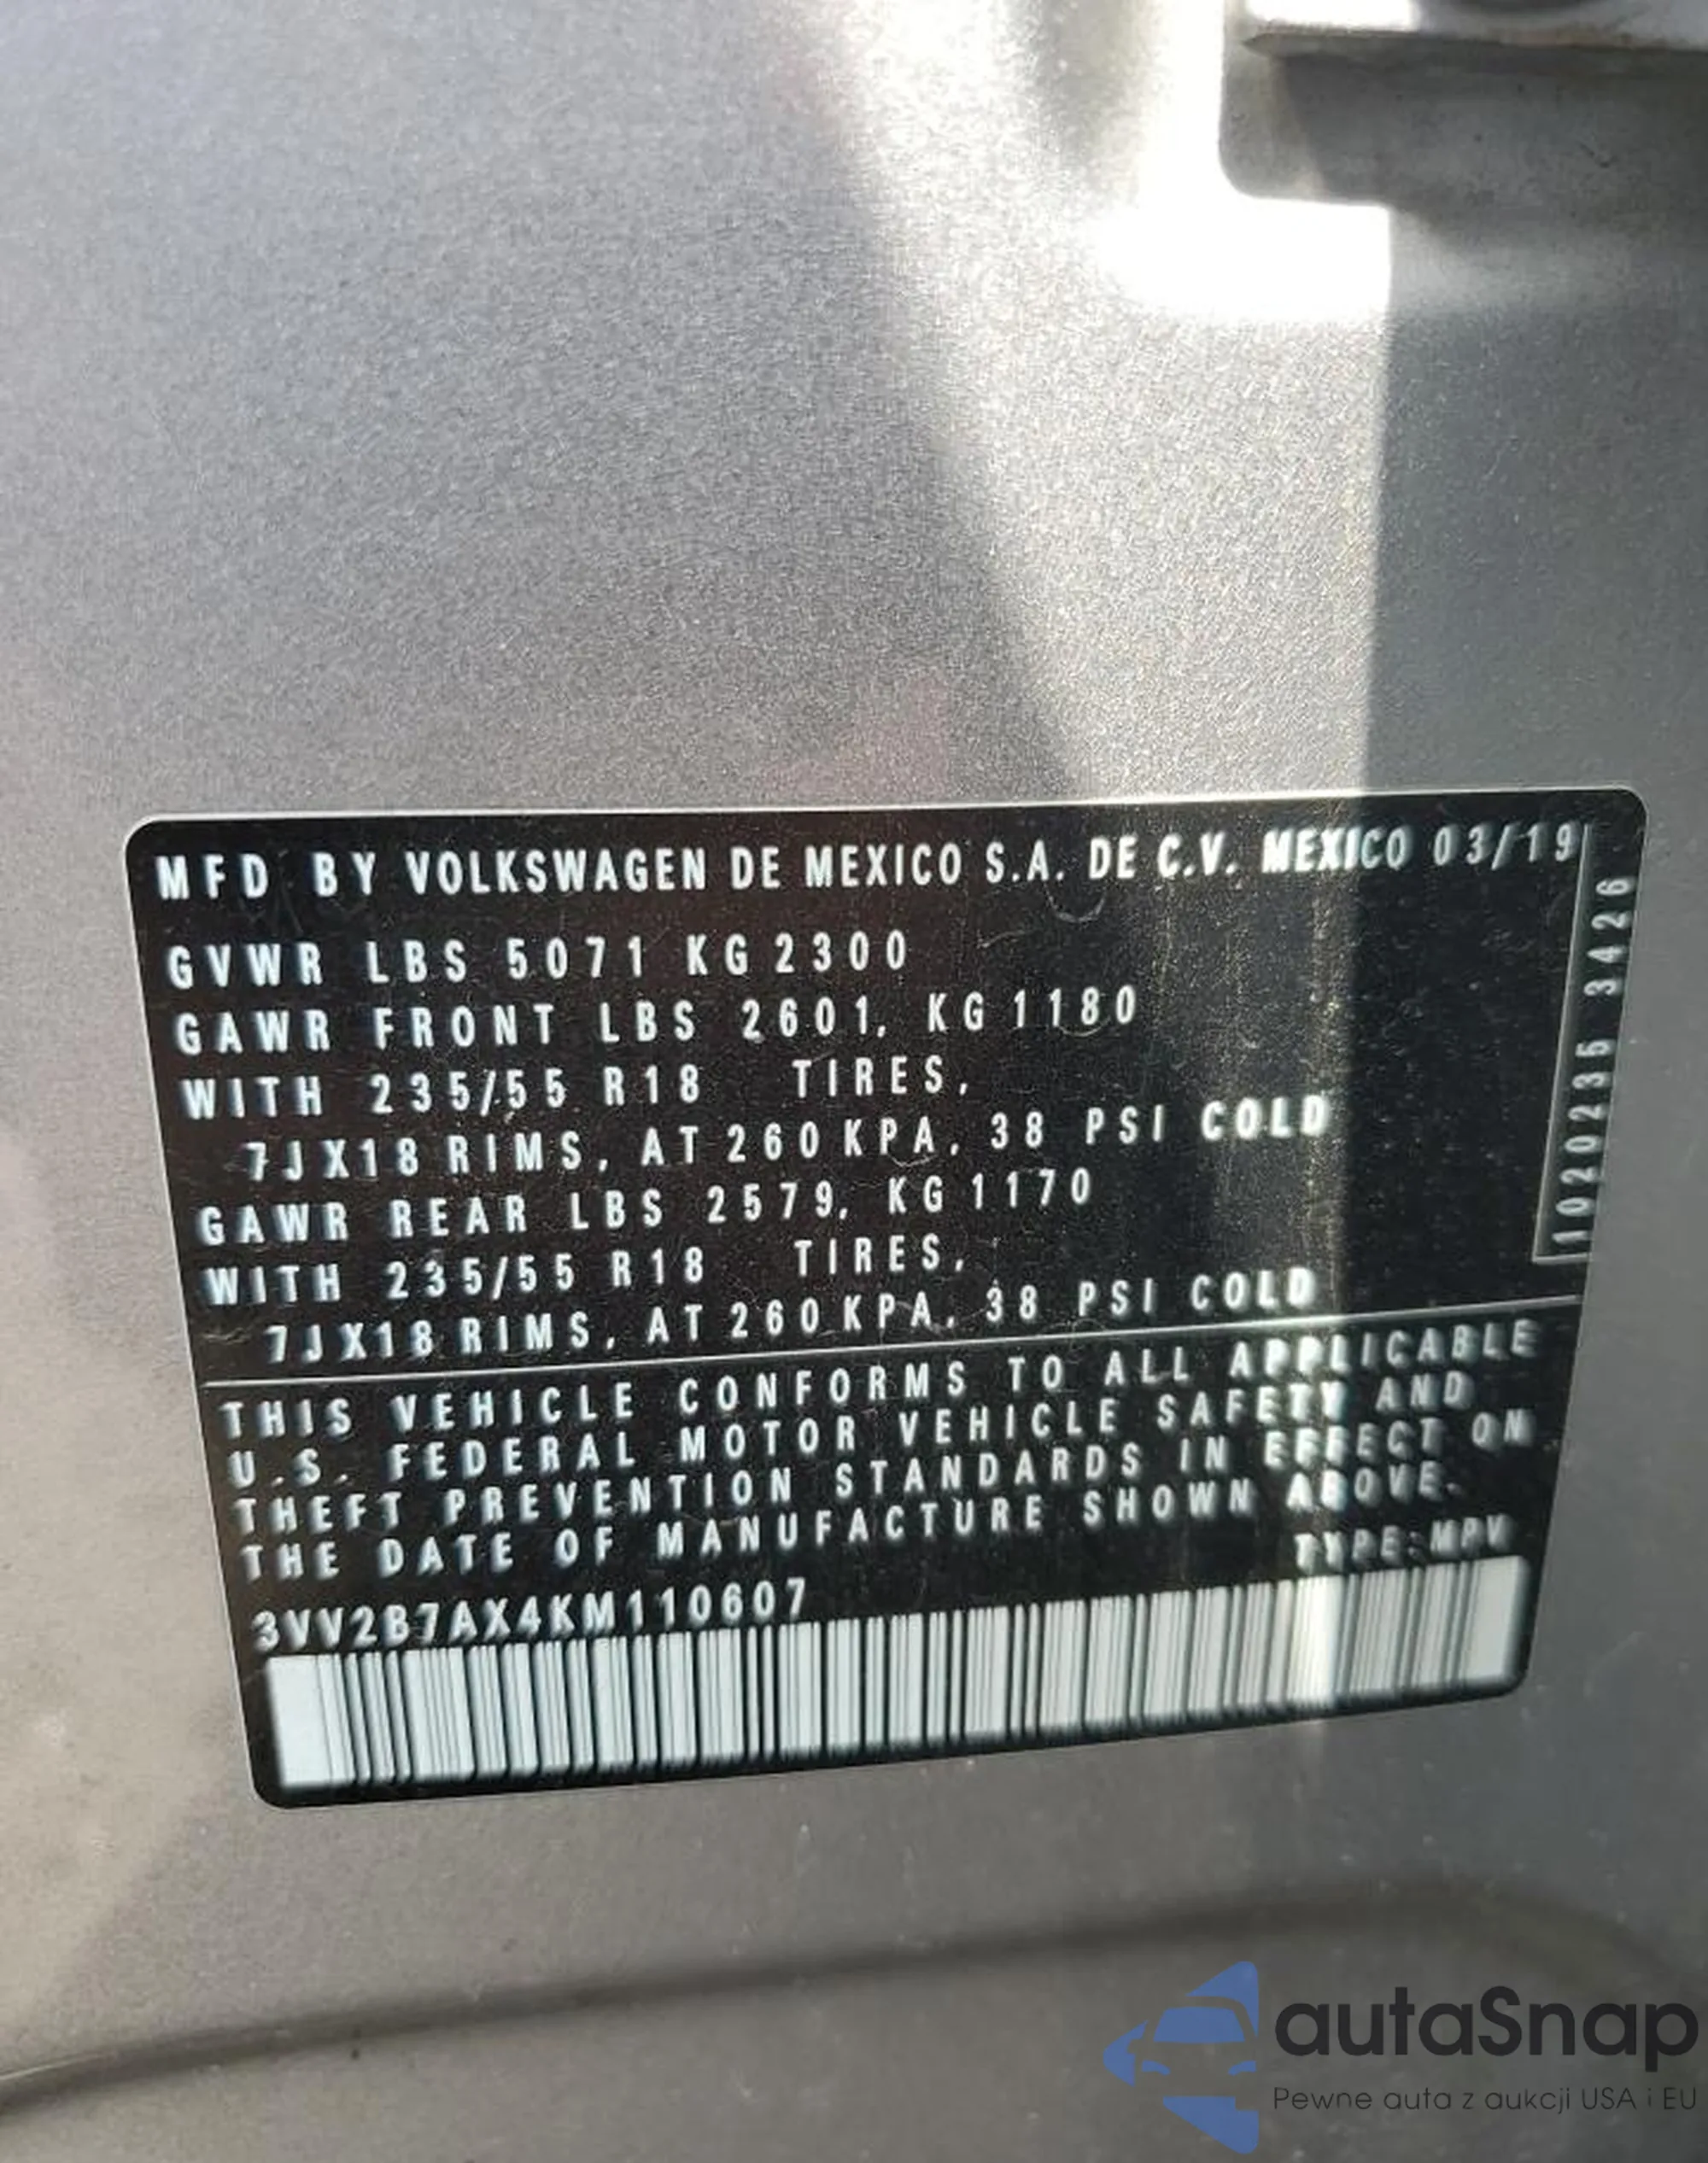 MFD BY VOLKSWAGEN DE MEXICO S.A. DE C.V. MEXICO 03/19
GVWR LBS 5071 KG 2300
GAWR FRONT LBS 2601, KG 1180
WITH 235/55 R18 TIRES,
7JX18 RIMS, AT 260 KPA, 38 PSI COLD
GAWR REAR LBS 2579, KG 1170
WITH 235/55 R18 TIRES,
7JX18 RIMS, AT 260 KPA, 38 PSI COLD
1020235 3426
THIS VEHICLE CONFORMS TO ALL APPLICABLE
U.S. FEDERAL MOTOR VEHICLE SAFETY AND
THEFT PREVENTION STANDARDS IN EFFECT ON
THE DATE OF MANUFACTURE SHOWN ABOVE.
TYPE: MPV
3VV2B7AX4KM110607
autaSnap
Pewne auta z aukcji USA i EU